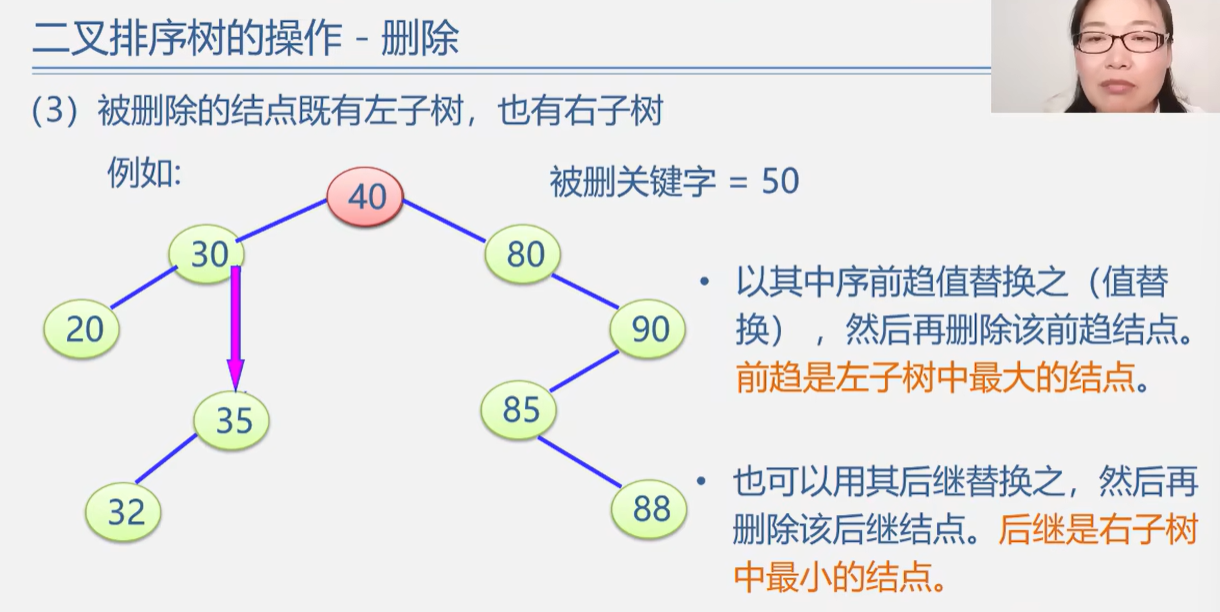 二叉排序树的操作 - 删除
（3）被删除的结点既有左子树，也有右子树
例如:
被删关键字 = 50
40
30
80
20
90
35
85
32
88
• 以其中序前趋值替换之（值替
换），然后再删除该前趋结点。
前趋是左子树中最大的结点。
• 也可以用其后继替换之，然后再
删除该后继结点。后继是右子树
中最小的结点。